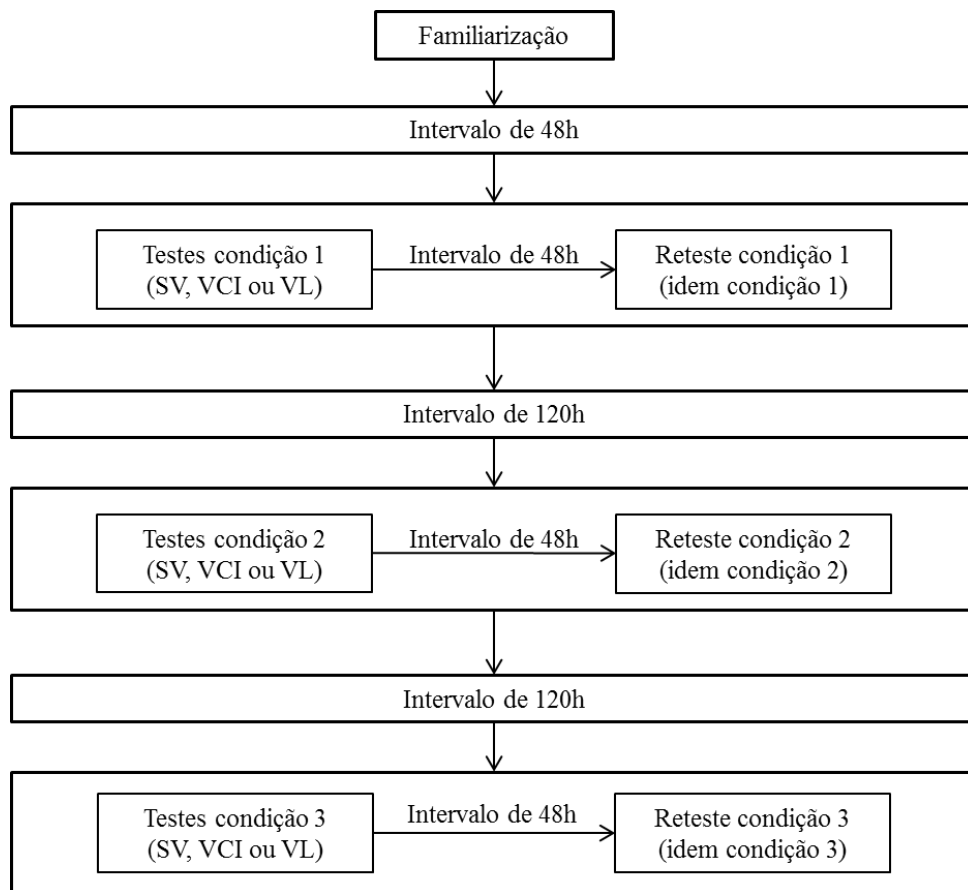 Familiarização
Intervalo de 48h
Testes condição 1
(SV, VCI ou VL)
Intervalo de 48h
Reteste condição 1
(idem condição 1)
Intervalo de 120h
Testes condição 2
(SV, VCI ou VL)
Intervalo de 48h
Reteste condição 2
(idem condição 2)
Intervalo de 120h
Testes condição 3
(SV, VCI ou VL)
Intervalo de 48h
Reteste condição 3
(idem condição 3)